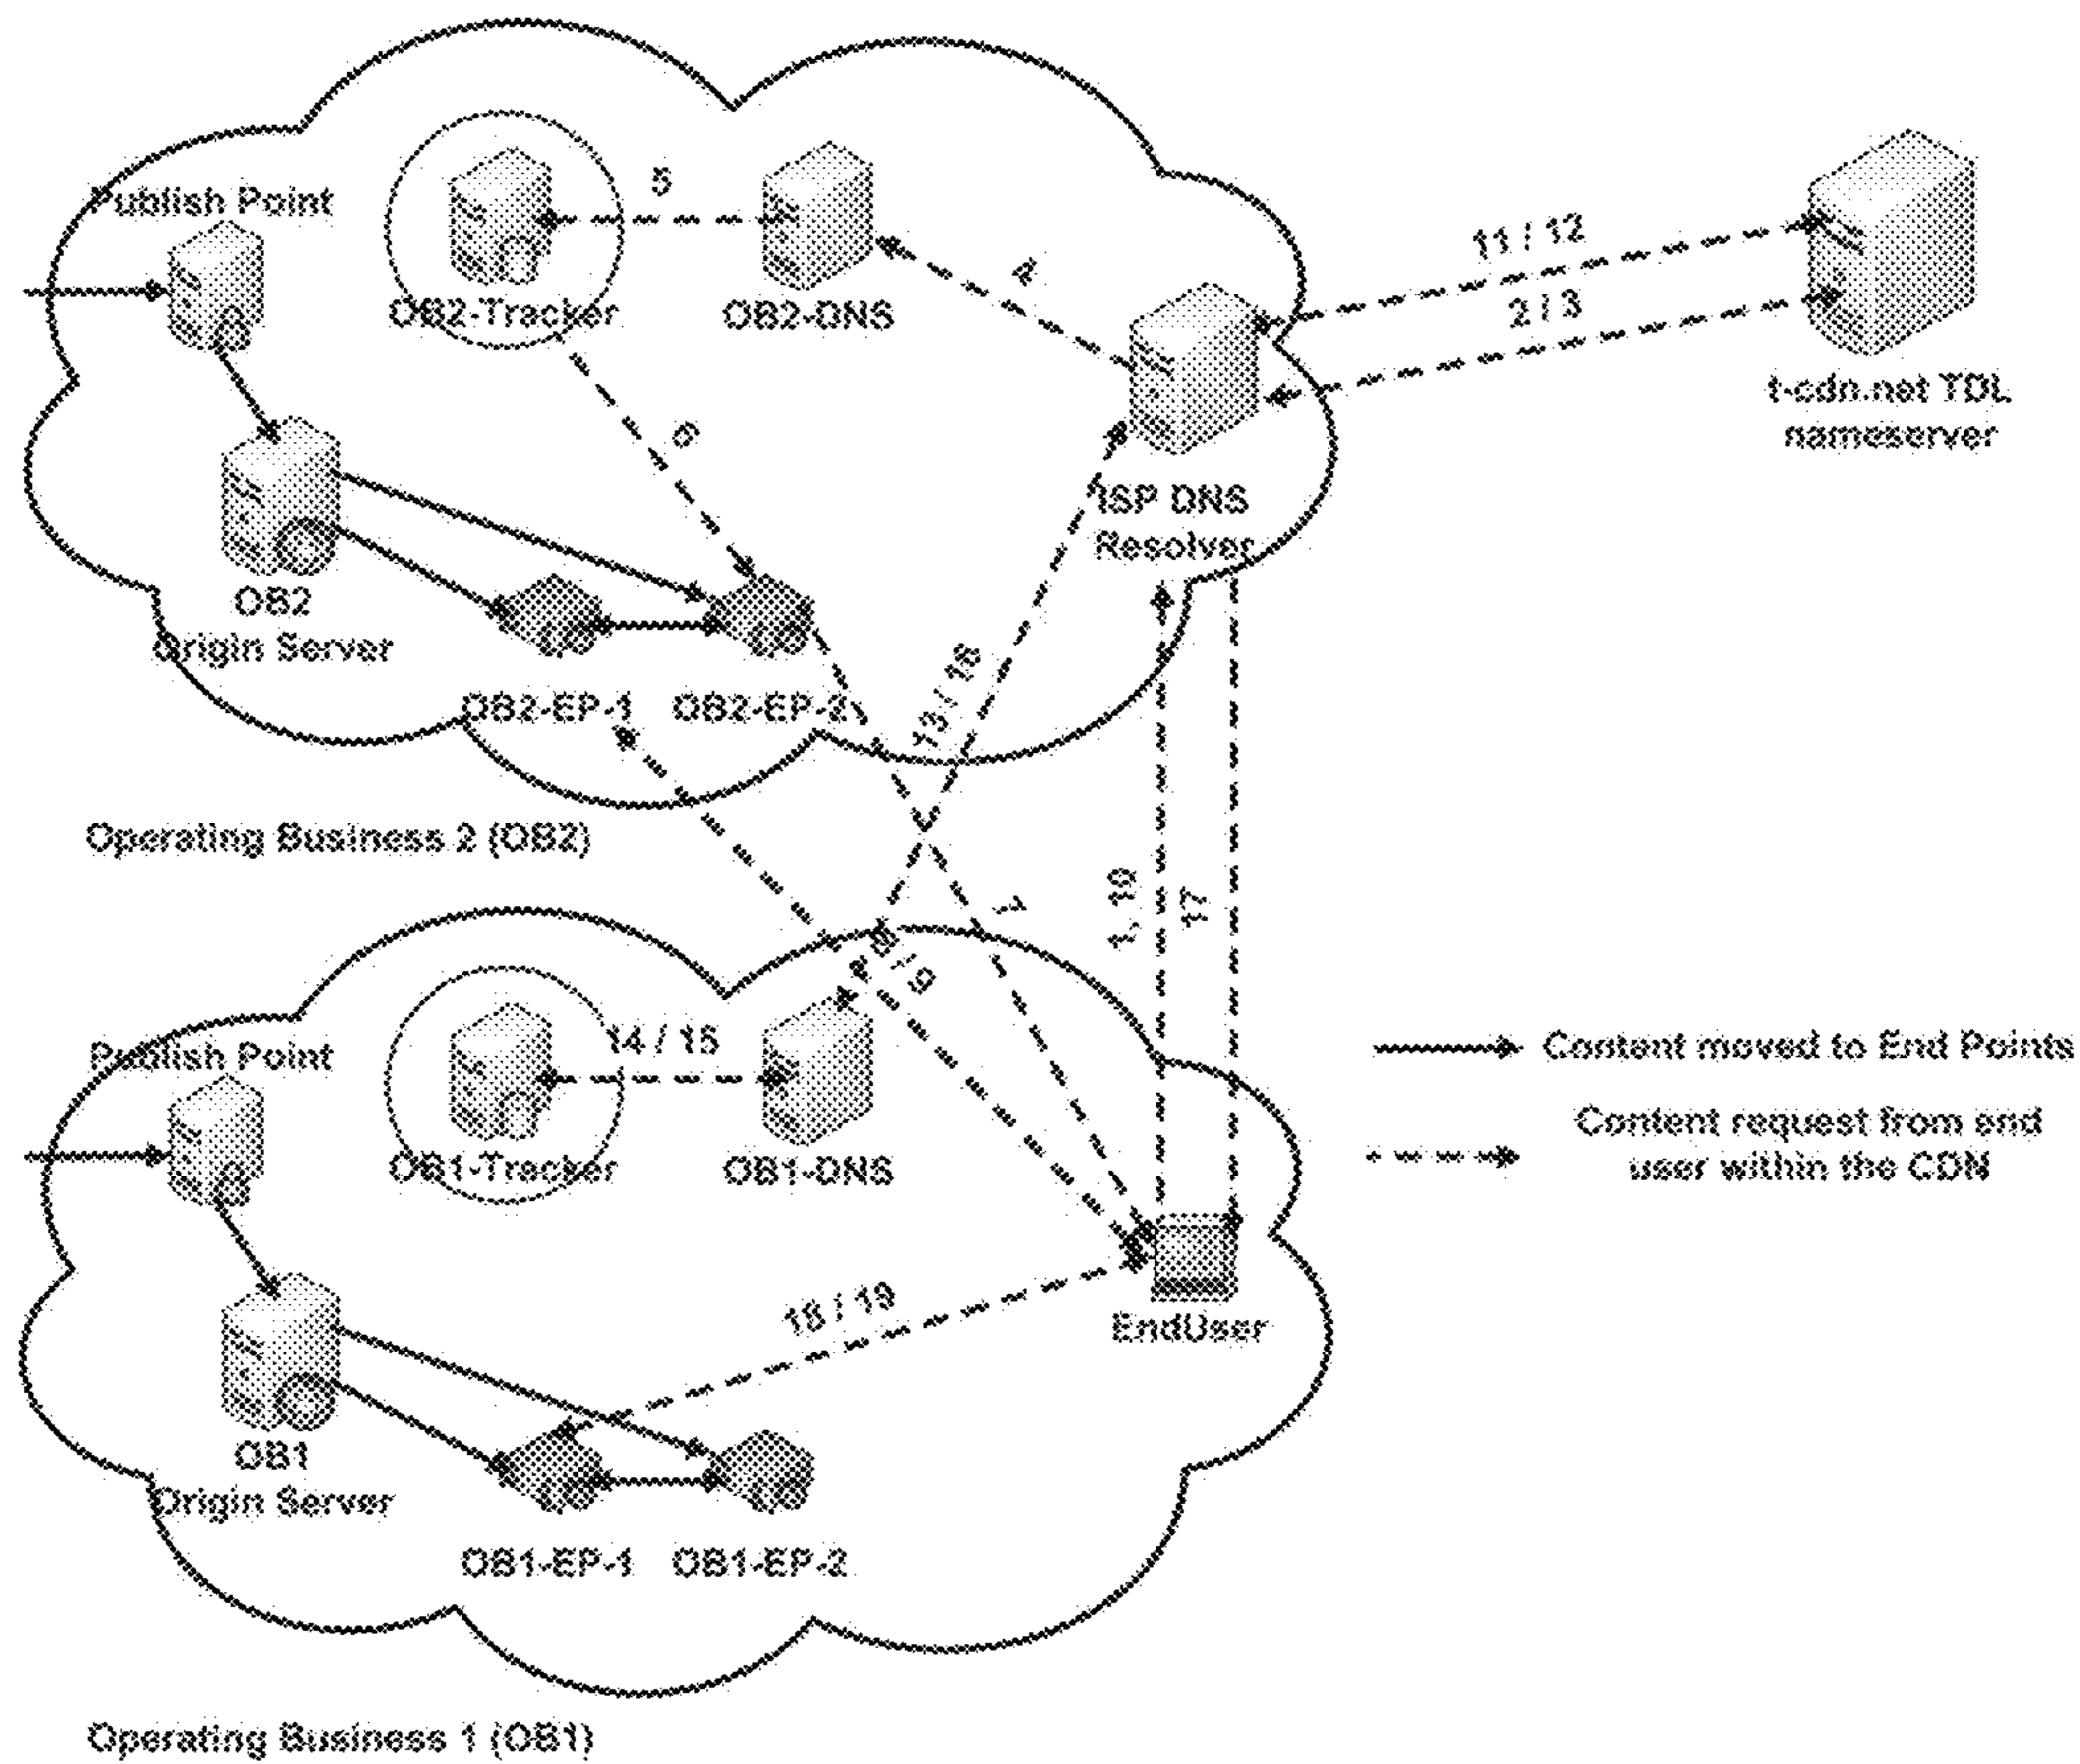 Publish Point
5
OB2-Tracker
OB2-DNS
4
11 / 12
2 / 3
t-cdn.net TDL
nameserver
6
ISP DNS
Resolver
OB2
Origin Server
OB2-EP-1
OB2-EP-2
13 / 16
Operating Business 2 (OB2)
7
17
8 / 9
Publish Point
14 / 15
OB1-Tracker
OB1-DNS
Content moved to End Points
Content request from end
user within the CDN
18 / 19
EndUser
OB1
Origin Server
OB1-EP-1
OB1-EP-2
Operating Business 1 (OB1)